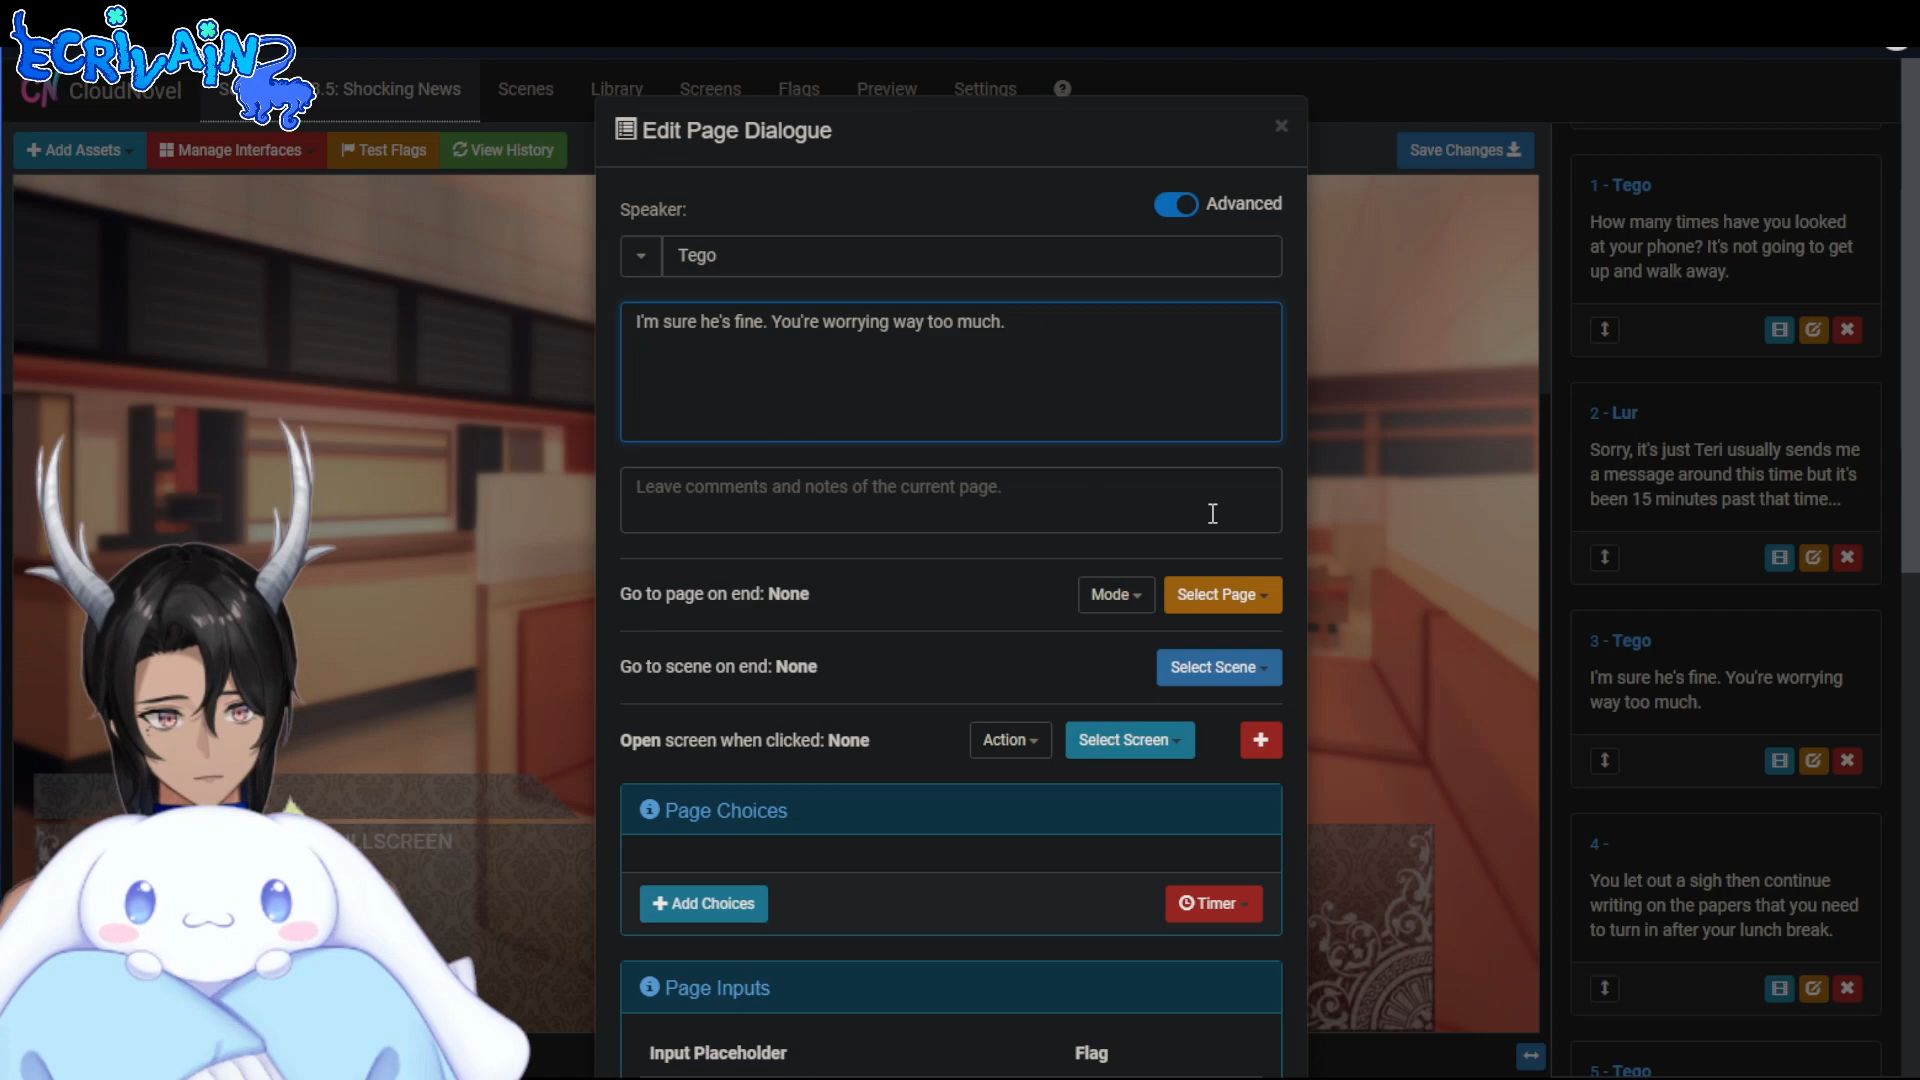 ECRIVAIN
CN CloudNovel
3.5: Shocking News
Scenes
Library
Screens
Flags
Preview
Settings
Add Assets
Manage Interfaces
Test Flags
View History
Save Changes
Edit Page Dialogue
Speaker:
Advanced
Tego
I'm sure he's fine. You're worrying way too much.
Leave comments and notes of the current page.
Go to page on end: None
Mode
Select Page
Go to scene on end: None
Select Scene
Open screen when clicked: None
Action
Select Screen
Page Choices
Add Choices
Timer
Page Inputs
Input Placeholder
Flag
LLSCREEN
1 - Tego
How many times have you looked
at your phone? It's not going to get
up and walk away.
2 - Lur
Sorry, it's just Teri usually sends me
a message around this time but it's
been 15 minutes past that time...
3 - Tego
I'm sure he's fine. You're worrying
way too much.
4 -
You let out a sigh then continue
writing on the papers that you need
to turn in after your lunch break.
5 - Tego